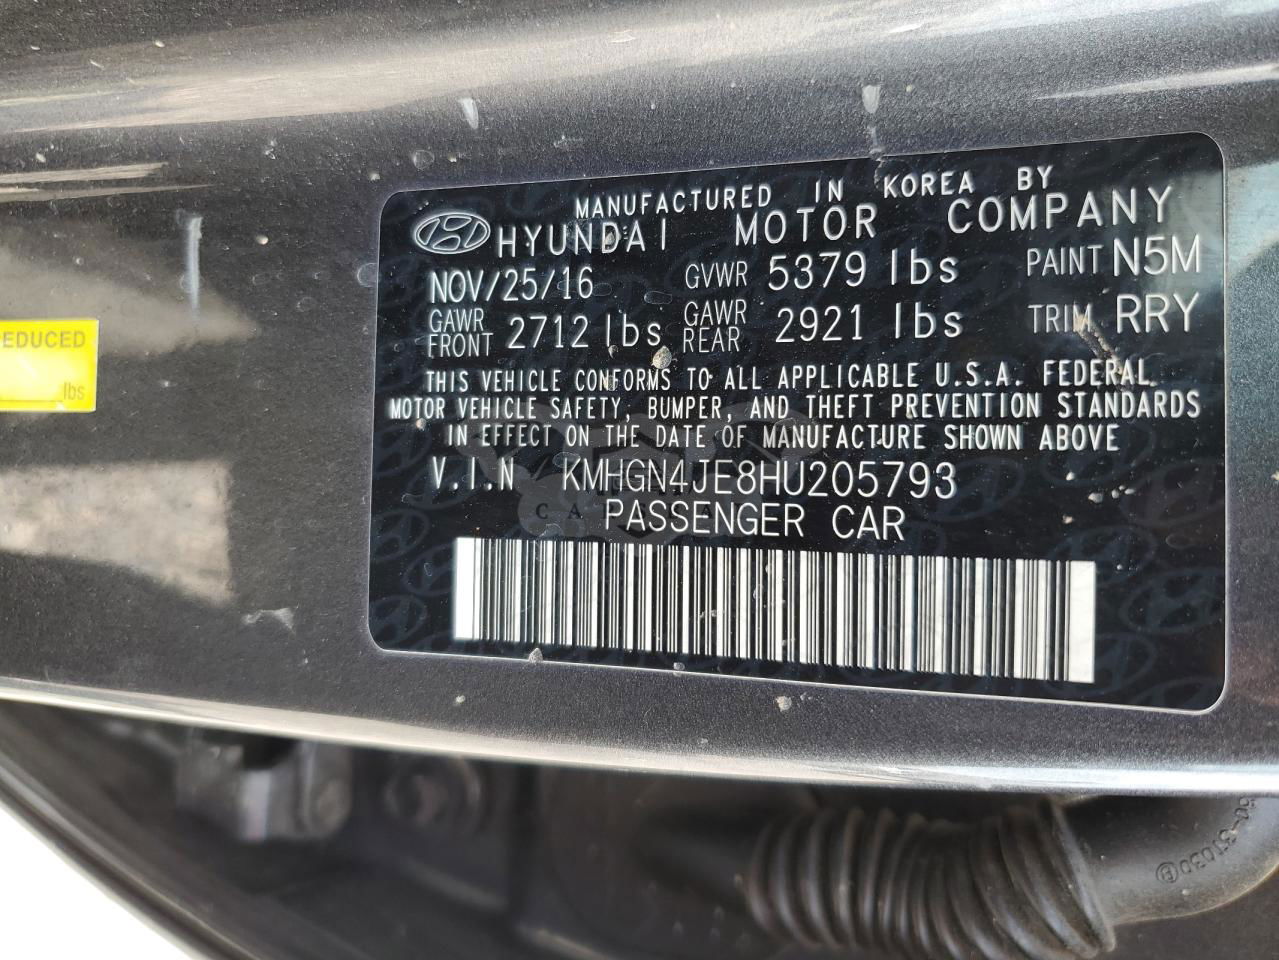 MANUFACTURED IN KOREA BY
HYUNDAI MOTOR COMPANY
NOV/25/16 GVWR 5379 lbs PAINT N5M
GAWR FRONT 2712 lbs GAWR REAR 2921 lbs TRIM RRY
THIS VEHICLE CONFORMS TO ALL APPLICABLE U.S.A. FEDERAL
MOTOR VEHICLE SAFETY, BUMPER, AND THEFT PREVENTION STANDARDS
IN EFFECT ON THE DATE OF MANUFACTURE SHOWN ABOVE
V.I.N KMHGN4JE8HU205793
PASSENGER CAR
EDUCED
lbs